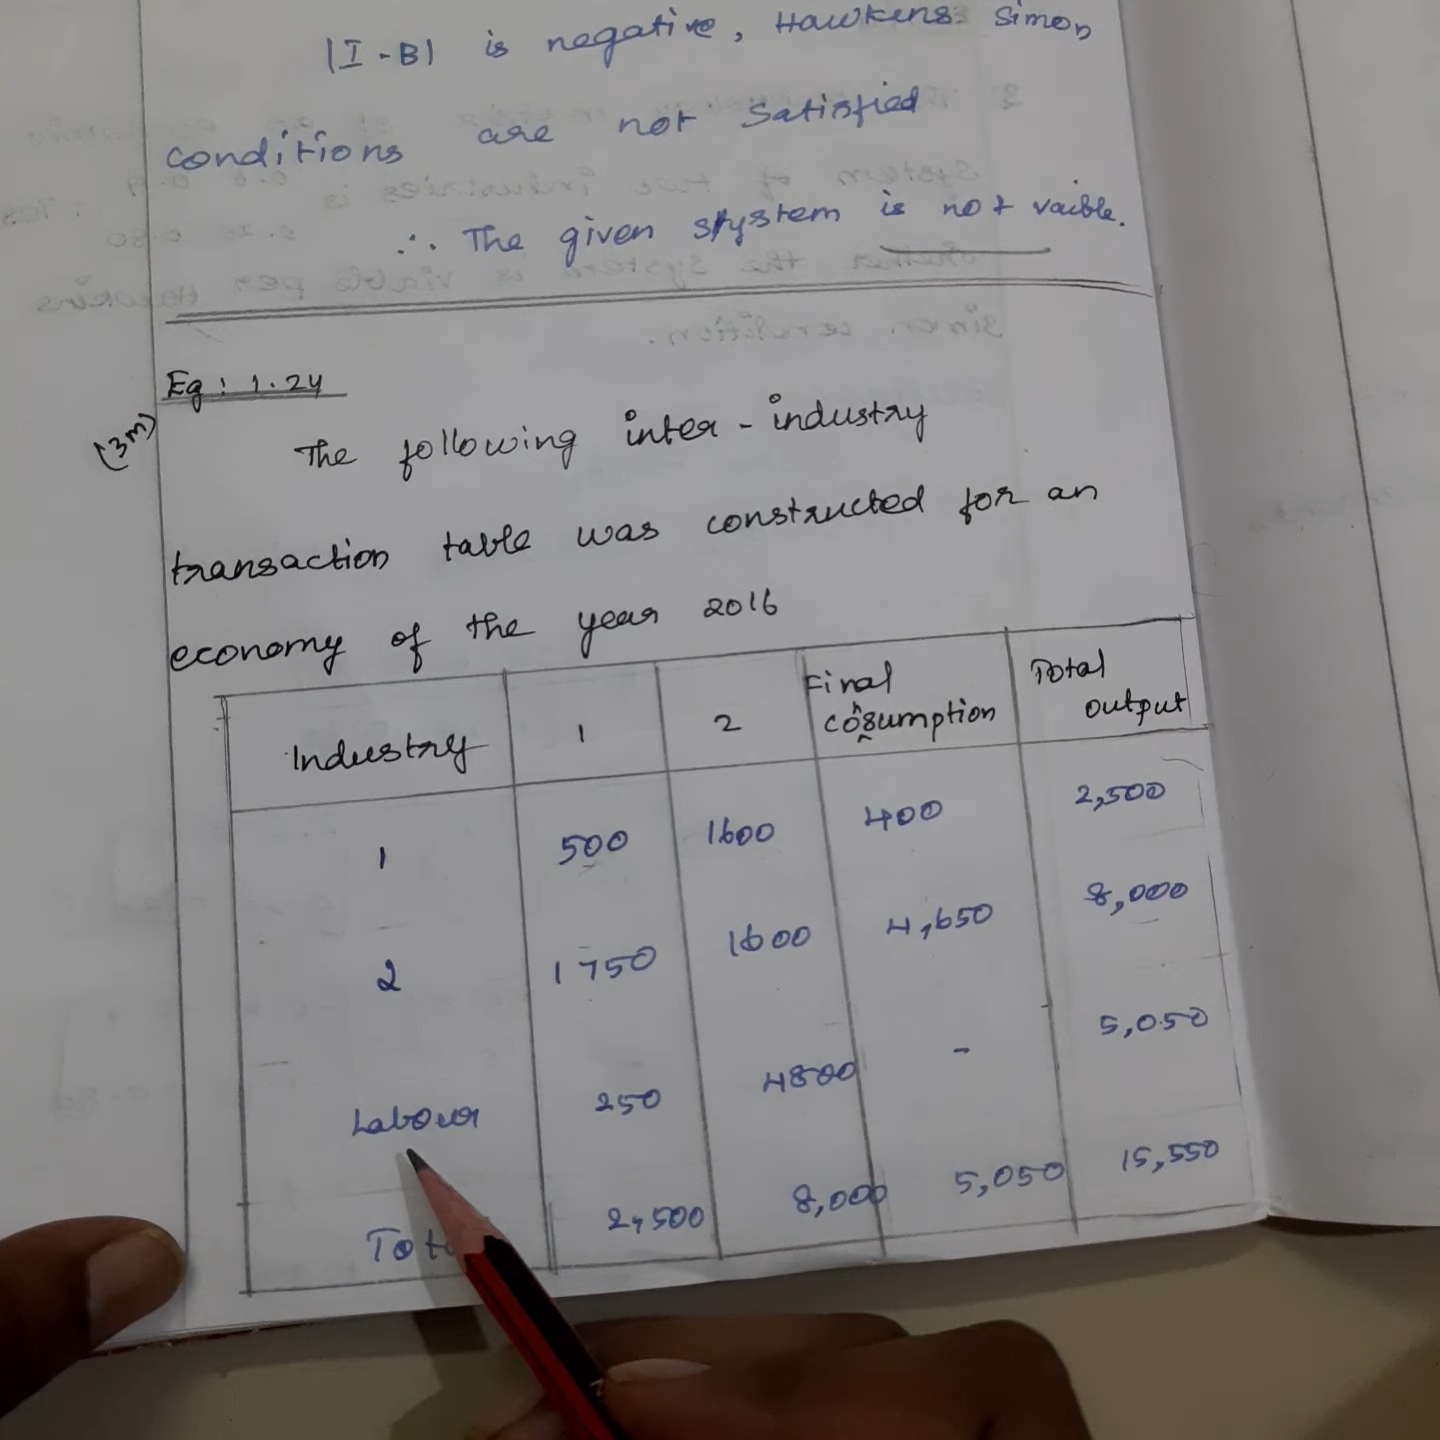 |I-B| is negative, Hawkens Simon
conditions are not Satisfied
∴ The given system is not vaible.
Eg : 1.24
(3m)
The following inter-industry
transaction table was constructed for an
economy of the year 2016
Industry 1 2 Final cosumption Total output
1 500 1600 400 2,500
2 1750 1600 4,650 8,000
Labour 250 4800 - 5,050
Tot 2,500 8,000 5,050 15,550